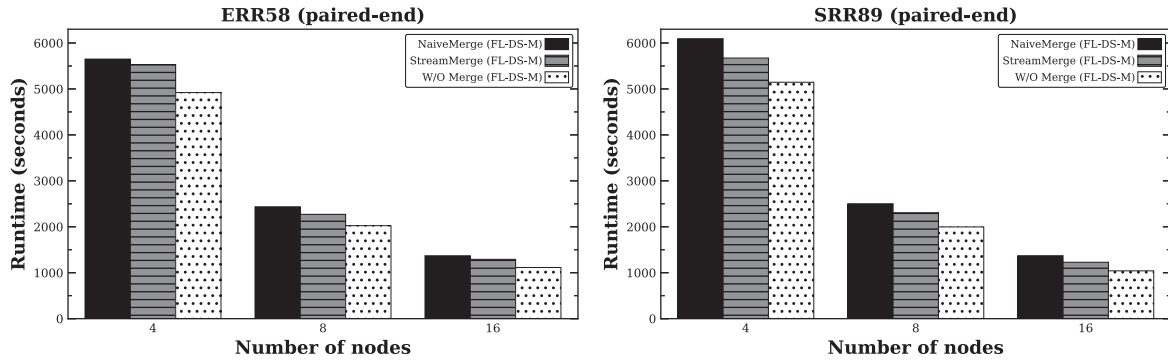 ERR58 (paired-end)
NaiveMerge (FL-DS-M)
StreamMerge (FL-DS-M)
W/O Merge (FL-DS-M)
6000
5000
4000
3000
2000
1000
0
Runtime (seconds)
4 8 16
Number of nodes
SRR89 (paired-end)
NaiveMerge (FL-DS-M)
StreamMerge (FL-DS-M)
W/O Merge (FL-DS-M)
6000
5000
4000
3000
2000
1000
0
Runtime (seconds)
4 8 16
Number of nodes